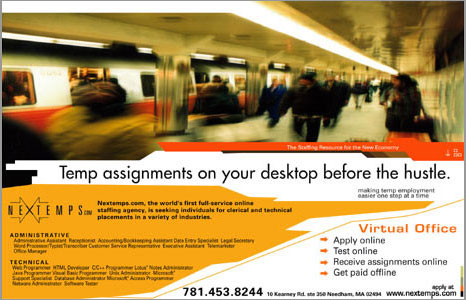 The Staffing Resource for the New Economy
Temp assignments on your desktop before the hustle.
making temp employment
easier one step at a time
NEXTEMPS.COM
Nextemps.com, the world's first full-service online
staffing agency, is seeking individuals for clerical and technical
placements in a variety of industries.
Virtual Office
Apply online
Test online
Receive assignments online
Get paid offline
ADMINISTRATIVE
Administrative Assistant Receptionist Accounting/Bookkeeping Assistant Data Entry Specialist Legal Secretary
Word Processor/Typist/Transcriber Customer Service Representative Executive Assistant Telemarketer
Office Manager
TECHNICAL
Web Programmer HTML Developer C/C++ Programmer Lotus Notes Administrator
Java Programmer Visual Basic Programmer Unix Administrator Microsoft
Support Specialist Database Administrator Microsoft Access Programmer
Network Administrator Software Tester
781.453.8244
10 Kearney Rd. ste 350 Needham, MA 02494
apply at
www.nextemps.com